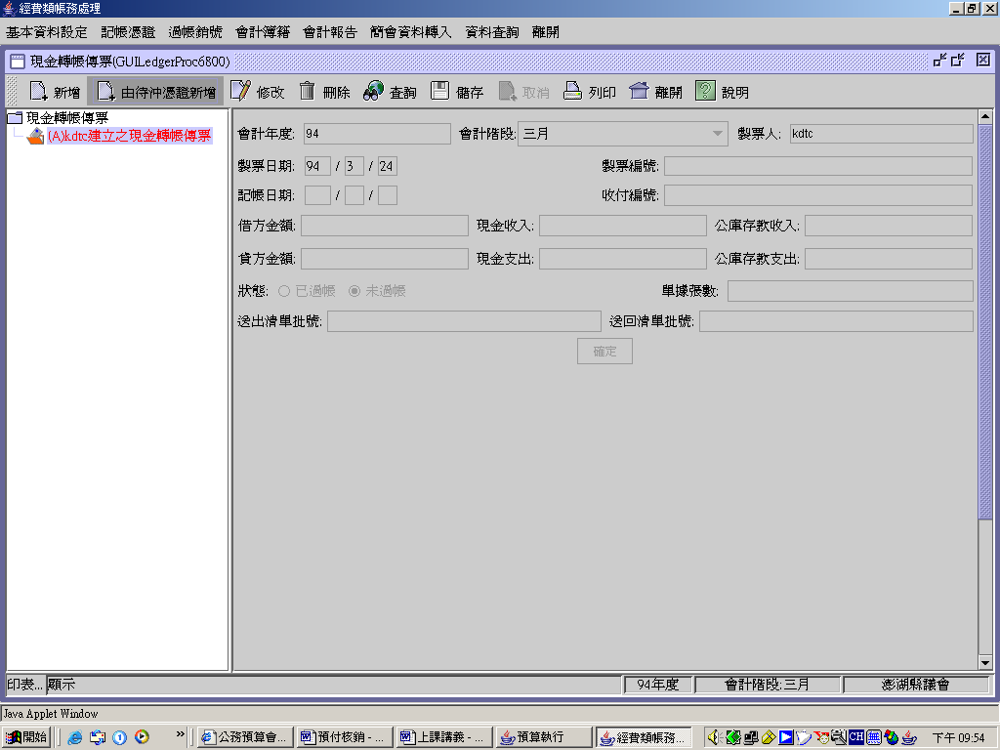 經費類帳務處理
基本資料設定 記帳憑證 過帳銷號 會計簿籍 會計報告 簡會資料轉入 資料查詢 離開
現金轉帳傳票(GUILedgerProc6800)
新增 由待沖憑證新增 修改 刪除 查詢 儲存 取消 列印 離開 說明
現金轉帳傳票
(A)kdtc建立之現金轉帳傳票
會計年度: 94 會計階段: 三月 製票人: kdtc
製票日期: 94 / 3 / 24 製票編號:
記帳日期: / / 收付編號:
借方金額: 現金收入: 公庫存款收入:
貸方金額: 現金支出: 公庫存款支出:
狀態: 已過帳 未過帳 單據張數:
送出清單批號: 送回清單批號:
確定
印表... 顯示 94年度 會計階段:三月 澎湖縣議會
Java Applet Window
開始 » 公務預算會... 預付核銷 - ... 上課講義 - ... 預算執行 經費類帳務... CH 下午 09:54